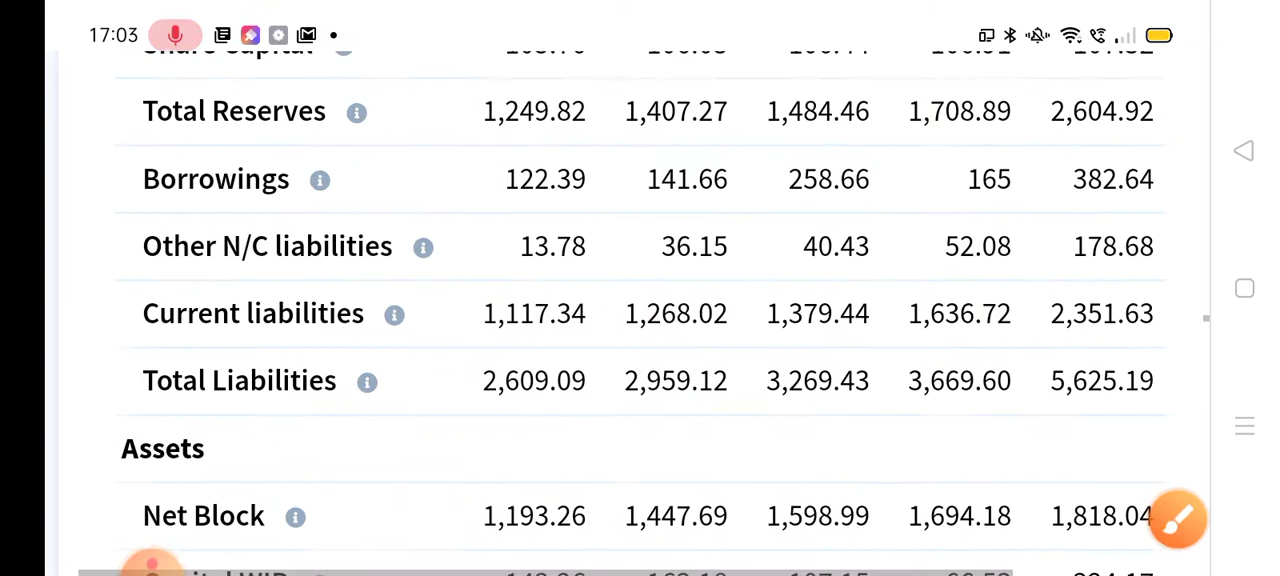 17:03
Total Reserves 1,249.82 1,407.27 1,484.46 1,708.89 2,604.92
Borrowings 122.39 141.66 258.66 165 382.64
Other N/C liabilities 13.78 36.15 40.43 52.08 178.68
Current liabilities 1,117.34 1,268.02 1,379.44 1,636.72 2,351.63
Total Liabilities 2,609.09 2,959.12 3,269.43 3,669.60 5,625.19
Assets
Net Block 1,193.26 1,447.69 1,598.99 1,694.18 1,818.04